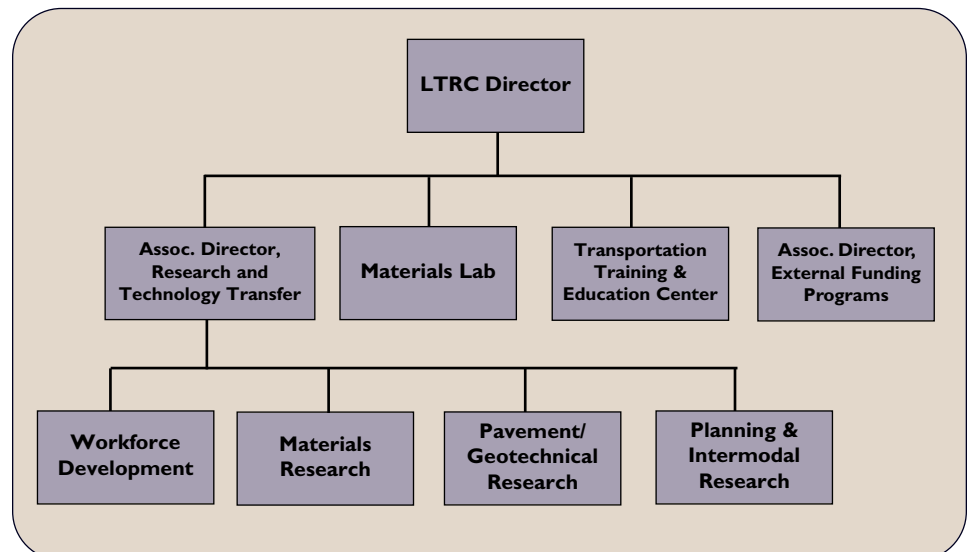 LTRC Director
Assoc. Director,
Research and
Technology Transfer
Materials Lab
Transportation
Training &
Education Center
Assoc. Director,
External Funding
Programs
Workforce
Development
Materials
Research
Pavement/
Geotechnical
Research
Planning &
Intermodal
Research